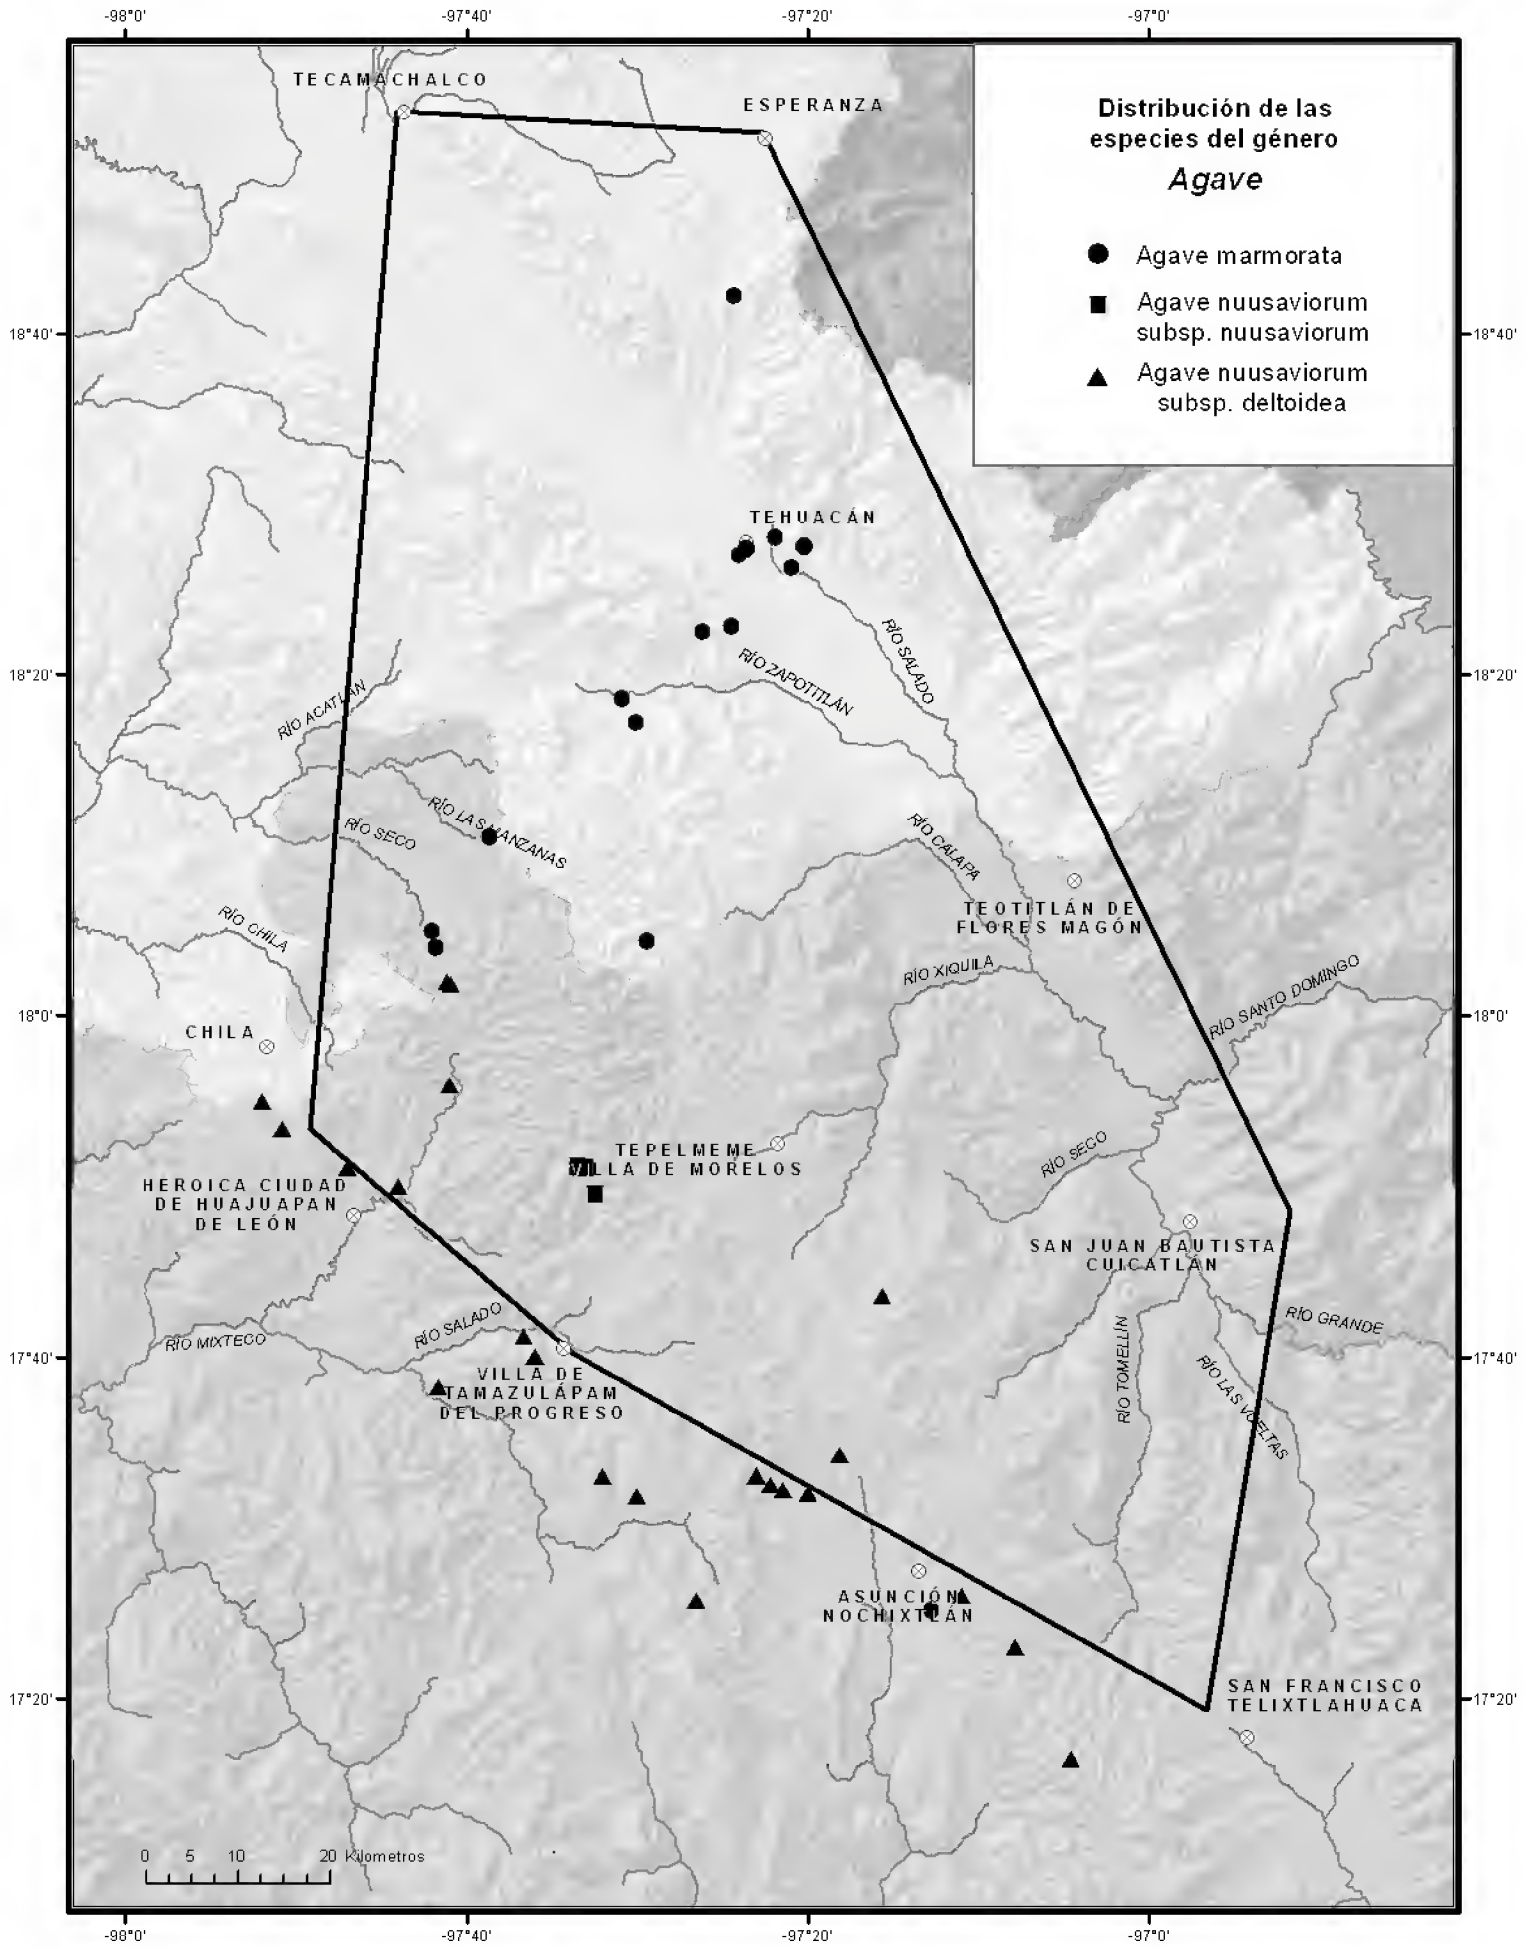 -98°0'
-97°40'
-97°20'
-97°0'
TECAMACHALCO
ESPERANZA
Distribución de las
especies del género
Agave
Agave marmorata
Agave nuusaviorum
subsp. nuusaviorum
Agave nuusaviorum
subsp. deltoidea
18°40'
18°40'
TEHUACÁN
RÍO SALADO
RÍO ZAPOTITLÁN
18°20'
18°20'
RÍO ACATLÁN
RÍO LAS MANZANAS
RÍO SECO
RÍO CALAPA
TEOTITLÁN DE
FLORES MAGÓN
RÍO CHILA
RÍO XIQUILA
RÍO SANTO DOMINGO
18°0'
18°0'
CHILA
TEPELMEME
VILLA DE MORELOS
RÍO SECO
HEROICA CIUDAD
DE HUAJUAPAN
DE LEÓN
SAN JUAN BAUTISTA
CUICATLÁN
RÍO GRANDE
RÍO SALADO
RÍO MIXTECO
RÍO TOMELLÍN
RÍO LAS VUELTAS
17°40'
17°40'
VILLA DE
TAMAZULÁPAM
DEL PROGRESO
ASUNCIÓN
NOCHIXTLÁN
17°20'
17°20'
SAN FRANCISCO
TELIXTLAHUACA
0 5 10 20 Kilometros
-98°0'
-97°40'
-97°20'
-97°0'